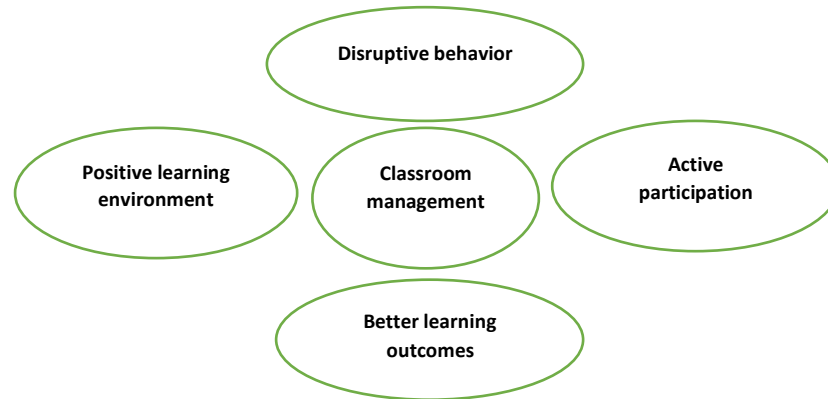 Disruptive behavior
Positive learning
environment
Classroom
management
Active
participation
Better learning
outcomes